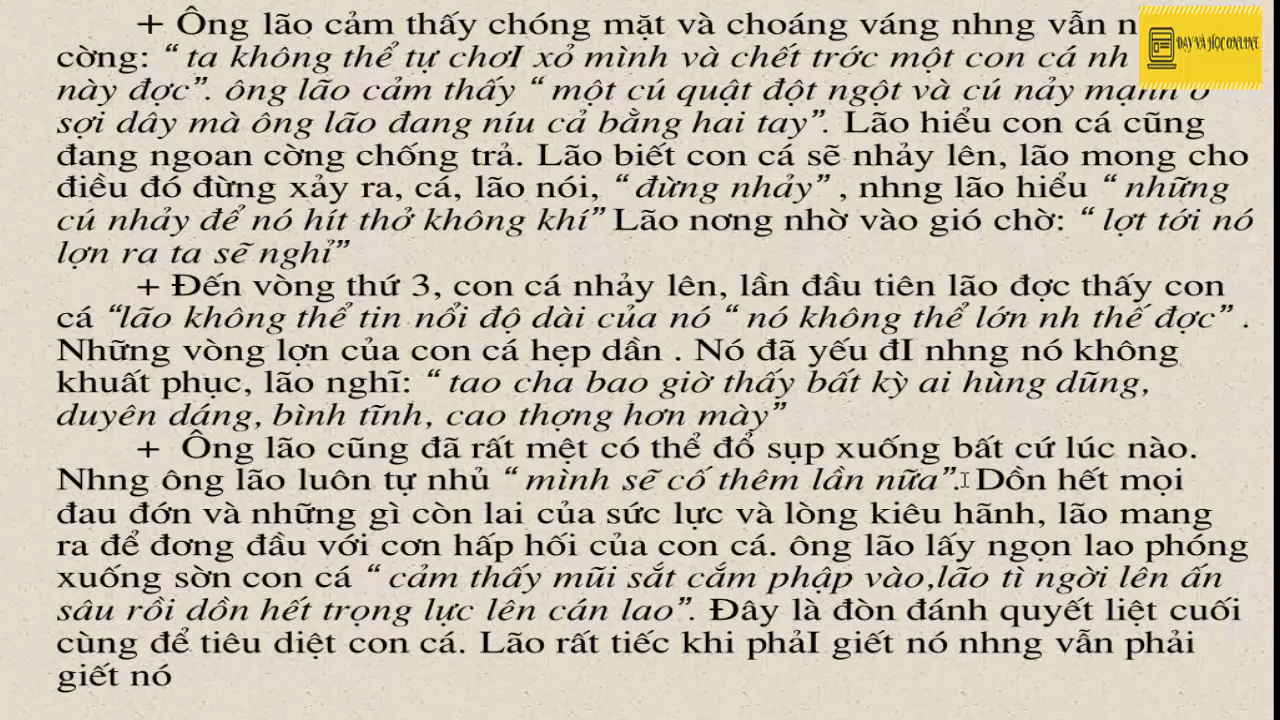 + Ông lão cảm thấy chóng mặt và choáng váng nhng vẫn n
cờng: “ ta không thể tự chơI xỏ mình và chết trớc một con cá nh
này đợc”. ông lão cảm thấy “ một cú quật đột ngột và cú nảy mạnh ở
sợi dây mà ông lão đang níu cả bằng hai tay”. Lão hiểu con cá cũng
đang ngoan cờng chống trả. Lão biết con cá sẽ nhảy lên, lão mong cho
điều đó đừng xảy ra, cá, lão nói, “ đừng nhảy” , nhng lão hiểu “ những
cú nhảy để nó hít thở không khí” Lão nơng nhờ vào gió chờ: “ lợt tới nó
lợn ra ta sẽ nghỉ”
+ Đến vòng thứ 3, con cá nhảy lên, lần đầu tiên lão đợc thấy con
cá “lão không thể tin nổi độ dài của nó “ nó không thể lớn nh thế đợc” .
Những vòng lợn của con cá hẹp dần . Nó đã yếu đI nhng nó không
khuất phục, lão nghĩ: “ tao cha bao giờ thấy bất kỳ ai hùng dũng,
duyên dáng, bình tĩnh, cao thợng hơn mày”
+ Ông lão cũng đã rất mệt có thể đổ sụp xuống bất cứ lúc nào.
Nhng ông lão luôn tự nhủ “ mình sẽ cố thêm lần nữa”. Dồn hết mọi
đau đớn và những gì còn lai của sức lực và lòng kiêu hãnh, lão mang
ra để đơng đầu với cơn hấp hối của con cá. ông lão lấy ngọn lao phóng
xuống sờn con cá “ cảm thấy mũi sắt cắm phập vào,lão tì ngời lên ấn
sâu rồi dồn hết trọng lực lên cán lao”. Đây là đòn đánh quyết liệt cuối
cùng để tiêu diệt con cá. Lão rất tiếc khi phảI giết nó nhng vẫn phải
giết nó
DẠY VÀ HỌC ONLINE